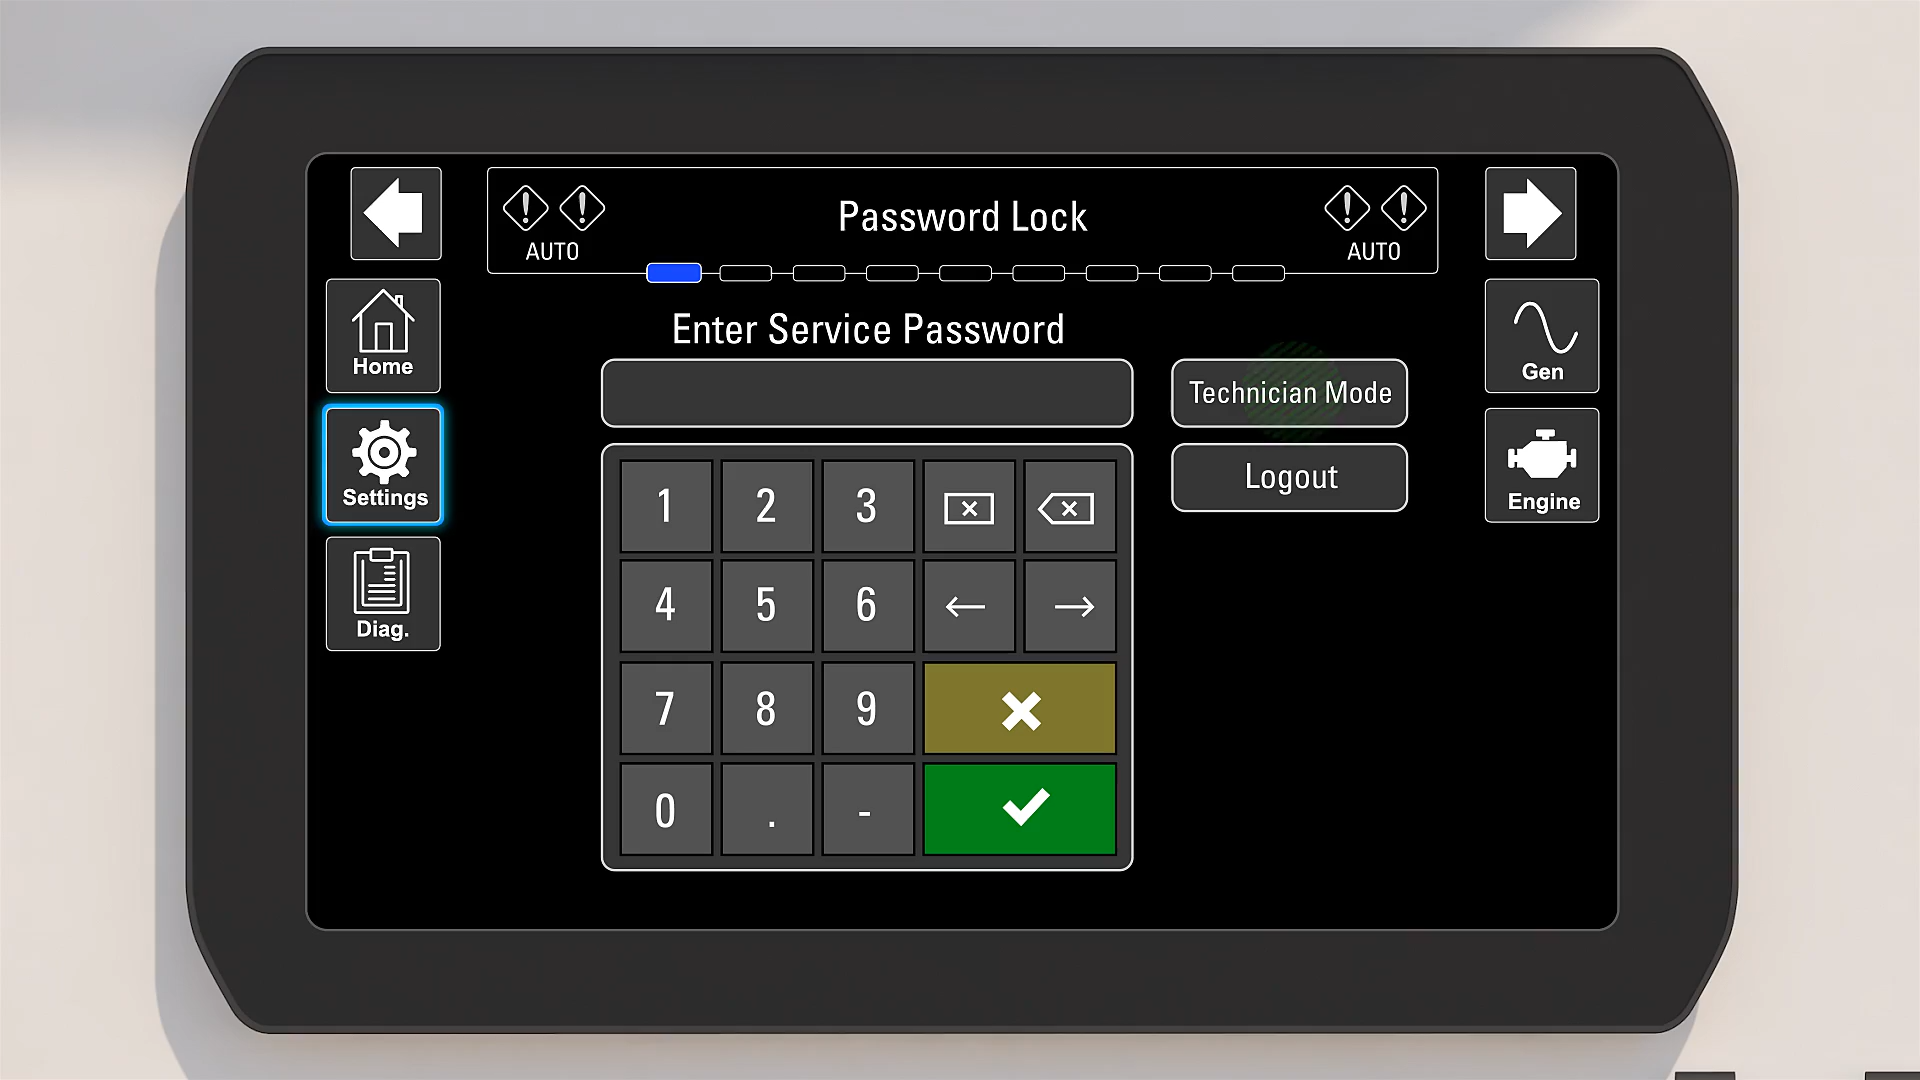 Password Lock
AUTO
AUTO
Home
Settings
Diag.
Enter Service Password
Technician Mode
Logout
1 2 3
4 5 6
7 8 9
0 . -
Gen
Engine